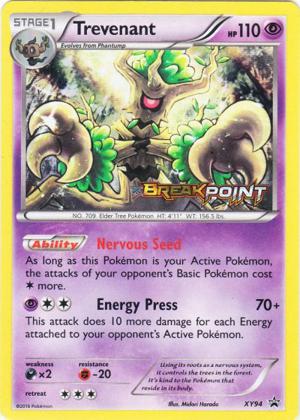 STAGE1
Trevenant
HP110
Evolves from Phantump
BREAKPOINT
NO. 709 Elder Tree Pokémon HT: 4'11" WT: 156.5 lbs.
Ability Nervous Seed
As long as this Pokémon is your Active Pokémon,
the attacks of your opponent's Basic Pokémon cost
more.
Energy Press 70+
This attack does 10 more damage for each Energy
attached to your opponent's Active Pokémon.
weakness
×2
resistance
-20
retreat
Using its roots as a nervous system,
it controls the trees in the forest.
It's kind to the Pokémon
that reside in its body.
Illus. Midori Harada
©2016 Pokémon
XY94